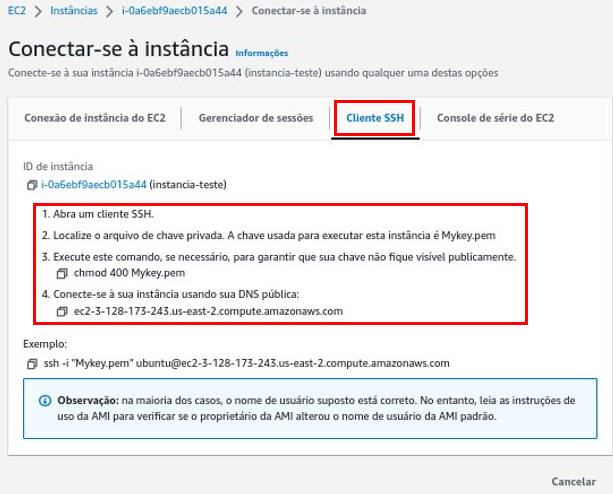 EC2 > Instâncias > i-0a6ebf9aecb015a44 > Conectar-se à instância
Conectar-se à instância Informações
Conecte-se à sua instância i-0a6ebf9aecb015a44 (instancia-teste) usando qualquer uma destas opções
Conexão de instância do EC2 | Gerenciador de sessões | Cliente SSH | Console de série do EC2
ID de instância
i-0a6ebf9aecb015a44 (instancia-teste)
1. Abra um cliente SSH.
2. Localize o arquivo de chave privada. A chave usada para executar esta instância é Mykey.pem
3. Execute este comando, se necessário, para garantir que sua chave não fique visível publicamente.
chmod 400 Mykey.pem
4. Conecte-se à sua instância usando sua DNS pública:
ec2-3-128-173-243.us-east-2.compute.amazonaws.com
Exemplo:
ssh -i "Mykey.pem" ubuntu@ec2-3-128-173-243.us-east-2.compute.amazonaws.com
Observação: na maioria dos casos, o nome de usuário suposto está correto. No entanto, leia as instruções de
uso da AMI para verificar se o proprietário da AMI alterou o nome de usuário da AMI padrão.
Cancelar